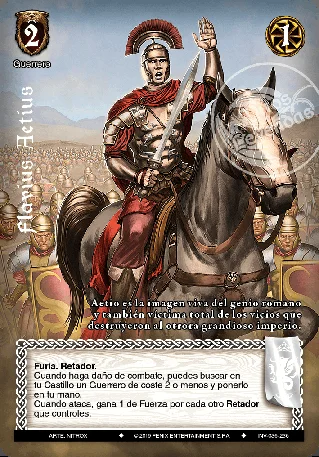 2
1
Guerrero
Flavius Aetius
Aetio es la imagen viva del genio romano
y también víctima total de los vicios que
destruyeron al otrora grandioso imperio.
Furia. Retador.
Cuando haga daño de combate, puedes buscar en
tu Castillo un Guerrero de coste 2 o menos y ponerlo
en tu mano.
Cuando ataca, gana 1 de Fuerza por cada otro Retador
que controles.
ARTE: NITROX ©2019 FENIX ENTERTAINMENT S.P.A.